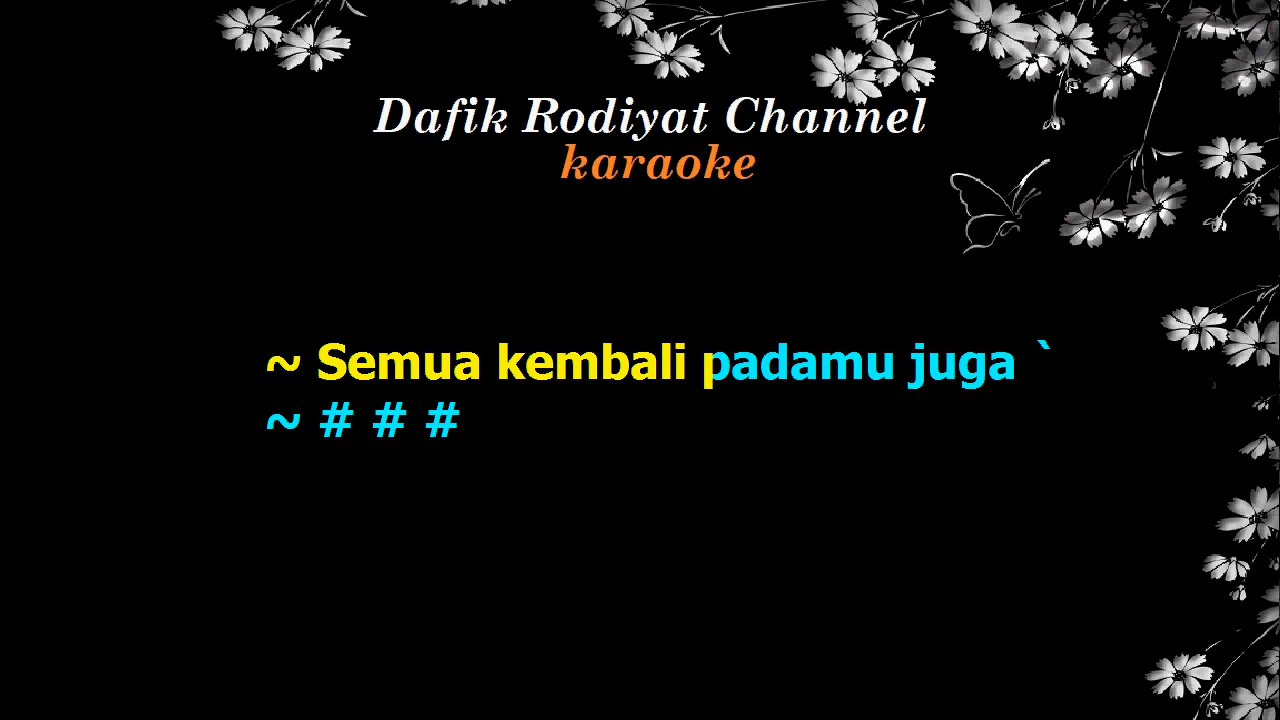 Dafik Rodiyat Channel
karaoke
~ Semua kembali padamu juga `
~ # # #